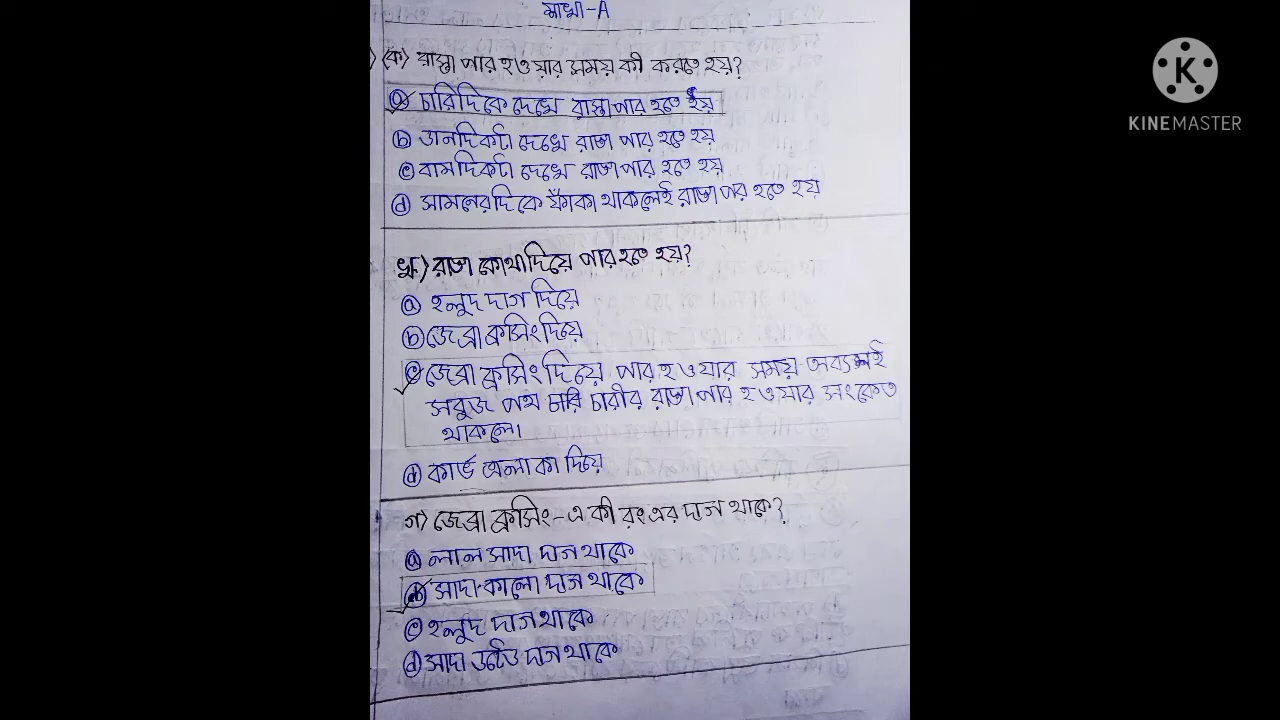 শাখা-A
(ক) রাস্তা পার হওয়ার সময় কী করতে হয়?
(a) চারিদিকে দেখে রাস্তা পার হতে হয়
(b) ডানদিকটা দেখে রাস্তা পার হতে হয়
(c) বামদিকটা দেখে রাস্তা পার হতে হয়
(d) সামনেরদিকে ফাঁকা থাকলেই রাস্তা পার হতে হয়
খ) রাস্তা কোথা দিয়ে পার হতে হয়?
(a) হলুদ দাগ দিয়ে
(b) জেব্রা ক্রসিং দিয়ে
(c) জেব্রা ক্রসিং দিয়ে পার হওয়ার সময় অবশ্যই
সবুজ পথ চারি চারীর রাস্তা পার হওয়ার সংকেত
থাকলে।
(d) কার্ভ এলাকা দিয়ে
গ) জেব্রা ক্রসিং-এ কী রং এর দাগ থাকে?
(a) লাল সাদা দাগ থাকে
(b) সাদা-কালো দাগ থাকে
(c) হলুদ দাগ থাকে
(d) সাদা দাগ থাকে
KINEMASTER